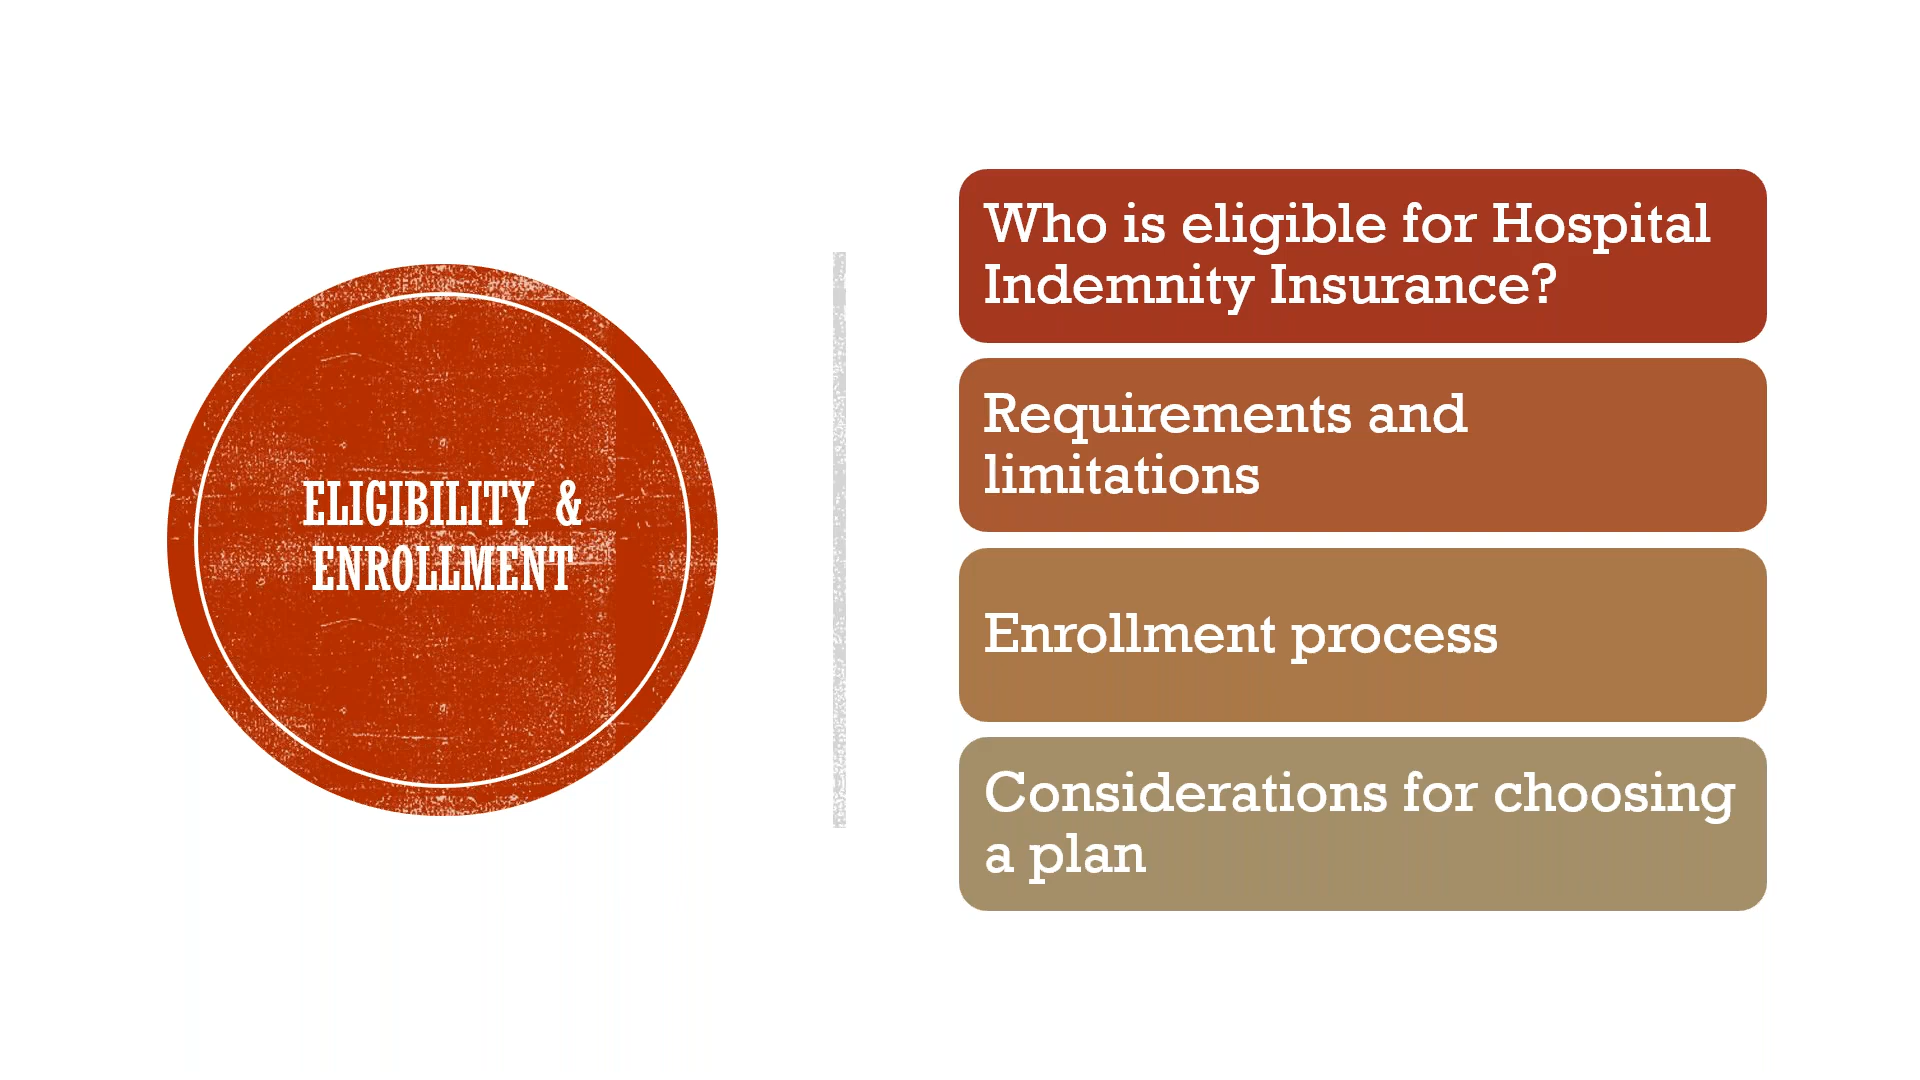 ELIGIBILITY &
ENROLLMENT
Who is eligible for Hospital
Indemnity Insurance?
Requirements and
limitations
Enrollment process
Considerations for choosing
a plan